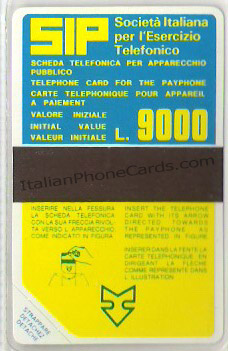 SIP Società Italiana
per l'Esercizio
Telefonico
SCHEDA TELEFONICA PER APPARECCHIO
PUBBLICO
TELEPHONE CARD FOR THE PAYPHONE
CARTE TELEPHONIQUE POUR APPAREIL
A PAIEMENT
VALORE INIZIALE
INITIAL VALUE
VALEUR INITIALE L. 9000
ItalianPhoneCards.com
INSERIRE NELLA FESSURA
LA SCHEDA TELEFONICA
CON LA SUA FRECCIA RIVOL
TA VERSO L'APPARECCHIO
COME INDICATI IN FIGURA
INSERT THE TELEPHONE
CARD WITH ITS ARROW
DIRECTED TOWARDS
THE PAYPHONE AS
REPRESENTED IN FIGURE
INSERER DANS LA FENTE LA
CARTE TELEPHONIQUE EN
DIRIGEANT LA FLECHE
COMME REPRESENTE DANS
L'ILLUSTRATION
STRAPPARE
DETACHEZ
DETACHE